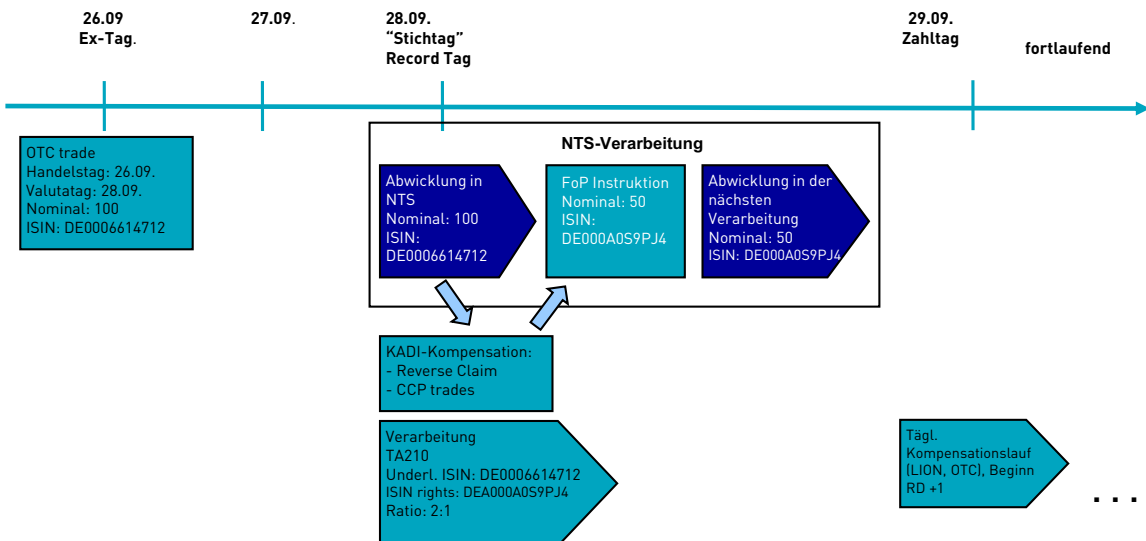 26.09
Ex-Tag.
27.09.
28.09.
“Stichtag”
Record Tag
29.09.
Zahltag
fortlaufend
OTC trade
Handelstag: 26.09.
Valutatag: 28.09.
Nominal: 100
ISIN: DE0006614712
NTS-Verarbeitung
Abwicklung in
NTS
Nominal: 100
ISIN:
DE0006614712
FoP Instruktion
Nominal: 50
ISIN:
DE000A0S9PJ4
Abwicklung in der
nächsten
Verarbeitung
Nominal: 50
ISIN: DE000A0S9PJ4
KADI-Kompensation:
- Reverse Claim
- CCP trades
Verarbeitung
TA210
Underl. ISIN: DE0006614712
ISIN rights: DEA000A0S9PJ4
Ratio: 2:1
Tägl.
Kompensationslauf
(LION, OTC), Beginn
RD +1
. . .